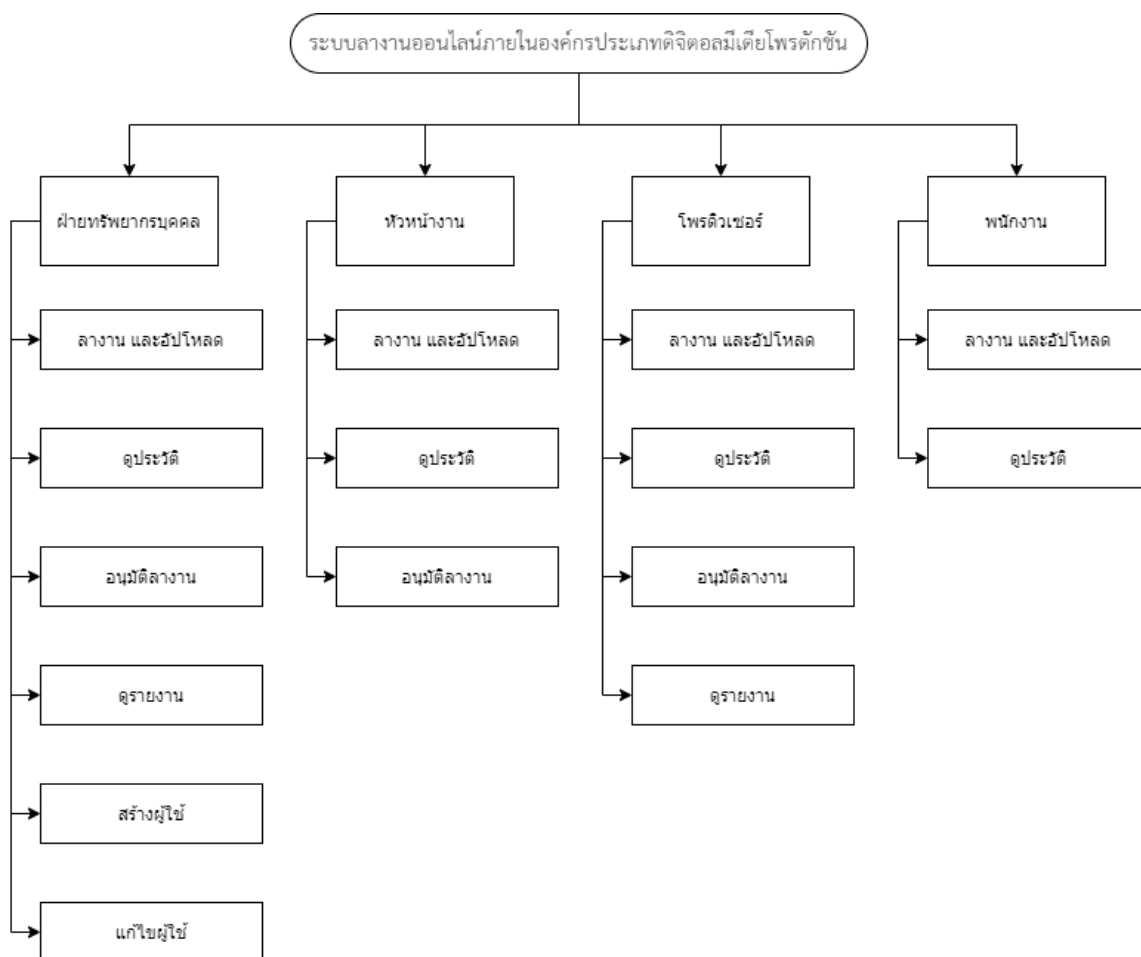 ระบบลางานออนไลน์ภายในองค์กรประเภทดิจิตอลมีเดียโพรดักชัน
ฝ่ายทรัพยากรบุคคล
หัวหน้างาน
โพรดิวเซอร์
พนักงาน
ลางาน และอัปโหลด
ลางาน และอัปโหลด
ลางาน และอัปโหลด
ลางาน และอัปโหลด
ดูประวัติ
ดูประวัติ
ดูประวัติ
ดูประวัติ
อนุมัติลางาน
อนุมัติลางาน
อนุมัติลางาน
ดูรายงาน
ดูรายงาน
สร้างผู้ใช้
แก้ไขผู้ใช้